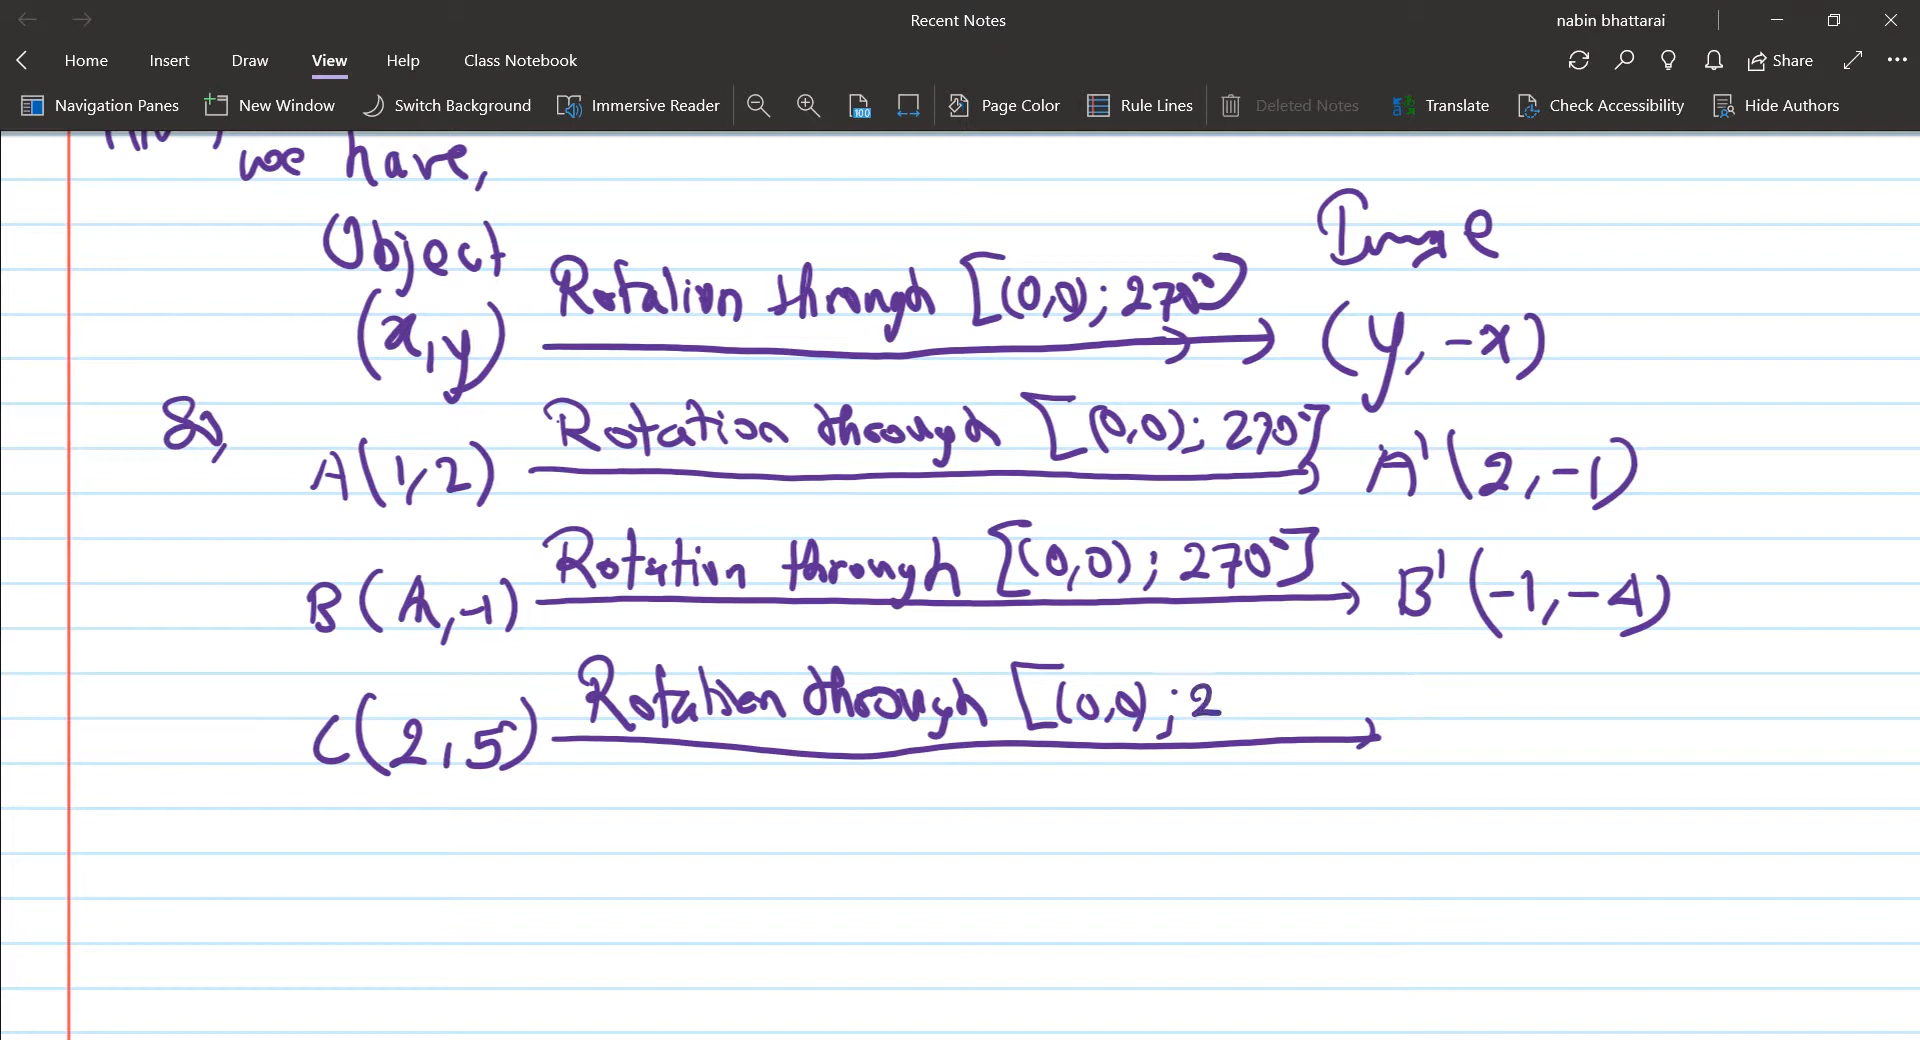 Recent Notes
nabin bhattarai
Home Insert Draw View Help Class Notebook
Share
Navigation Panes New Window Switch Background Immersive Reader 100 Page Color Rule Lines Deleted Notes Translate Check Accessibility Hide Authors
we have,
Object Image
(x,y) Rotation through [(0,0); 270°] (y, -x)
So,
A(1,2) Rotation through [(0,0); 270°] A'(2,-1)
B(4,-1) Rotation through [(0,0); 270°] B'(-1,-4)
C(2,5) Rotation through [(0,0); 2